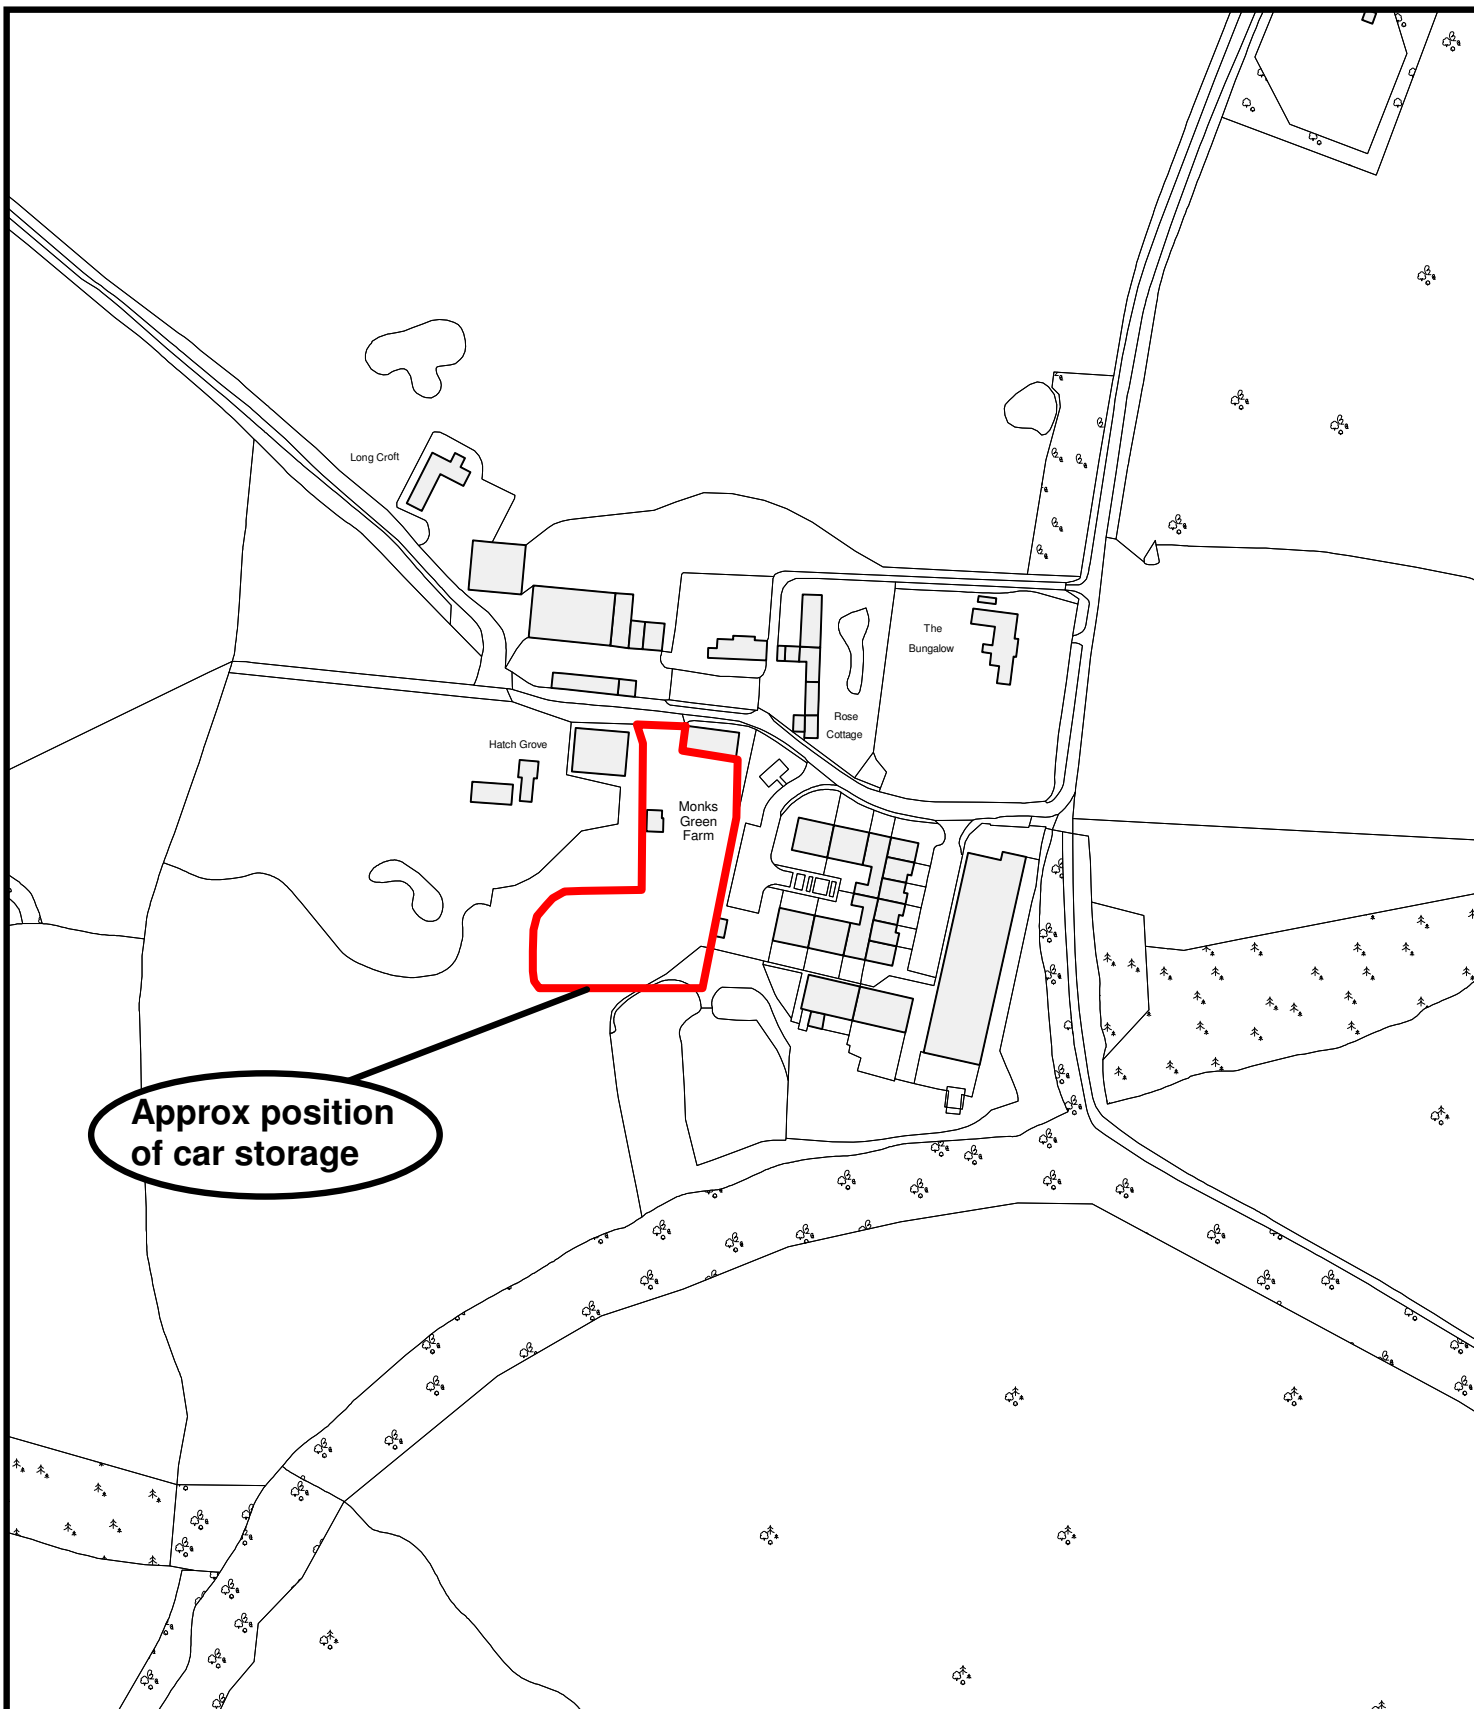 Long Croft
The
Bungalow
Rose
Cottage
Hatch Grove
Monks
Green
Farm
Approx position
of car storage